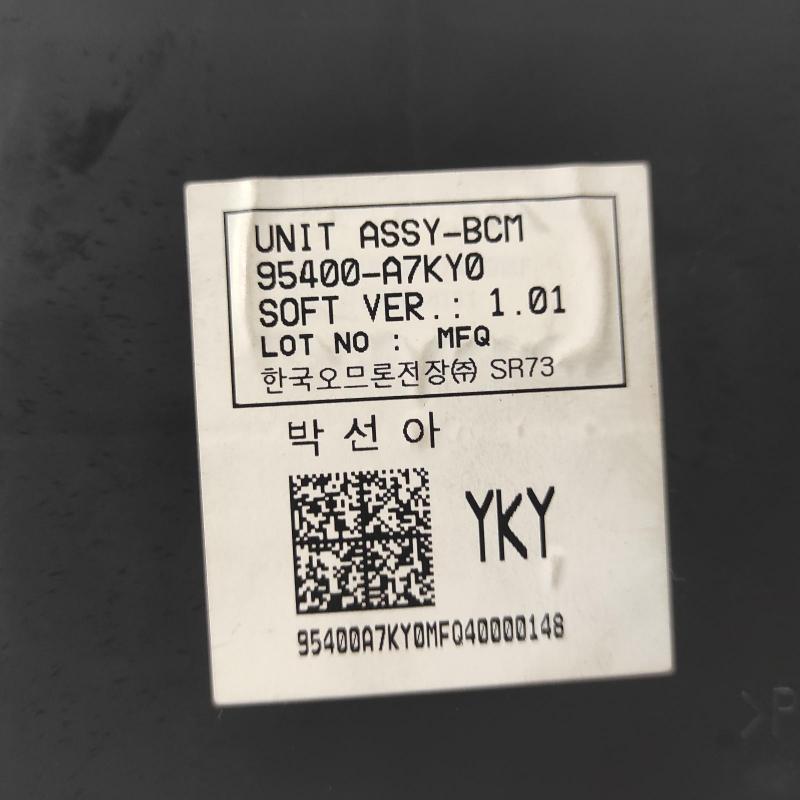 UNIT ASSY-BCM
95400-A7KY0
SOFT VER.: 1.01
LOT NO : MFQ
한국오므론전장㈜ SR73
박 선 아
YKY
95400A7KY0MFQ40000148
>P